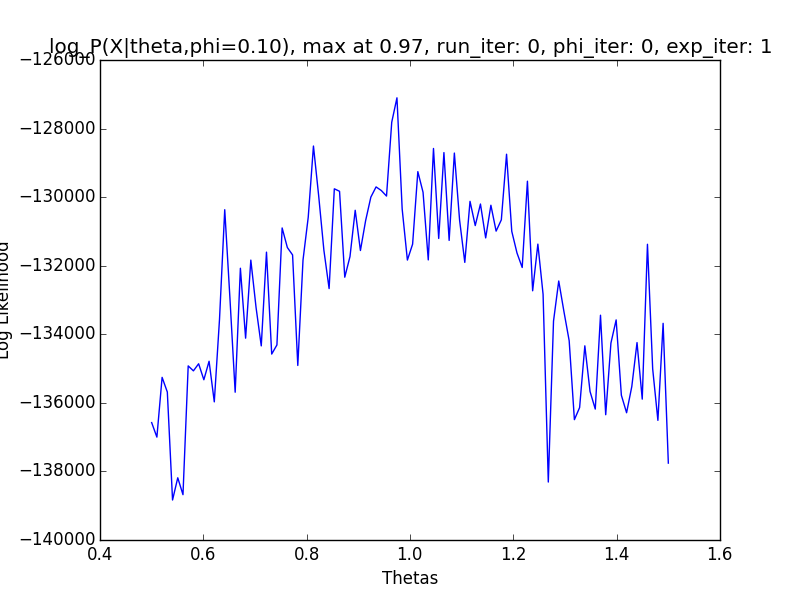 log_P(X|theta,phi=0.10), max at 0.97, run_iter: 0, phi_iter: 0, exp_iter: 1
−126000
−128000
−130000
−132000
−134000
−136000
−138000
−140000
Log Likelihood
0.4 0.6 0.8 1.0 1.2 1.4 1.6
Thetas